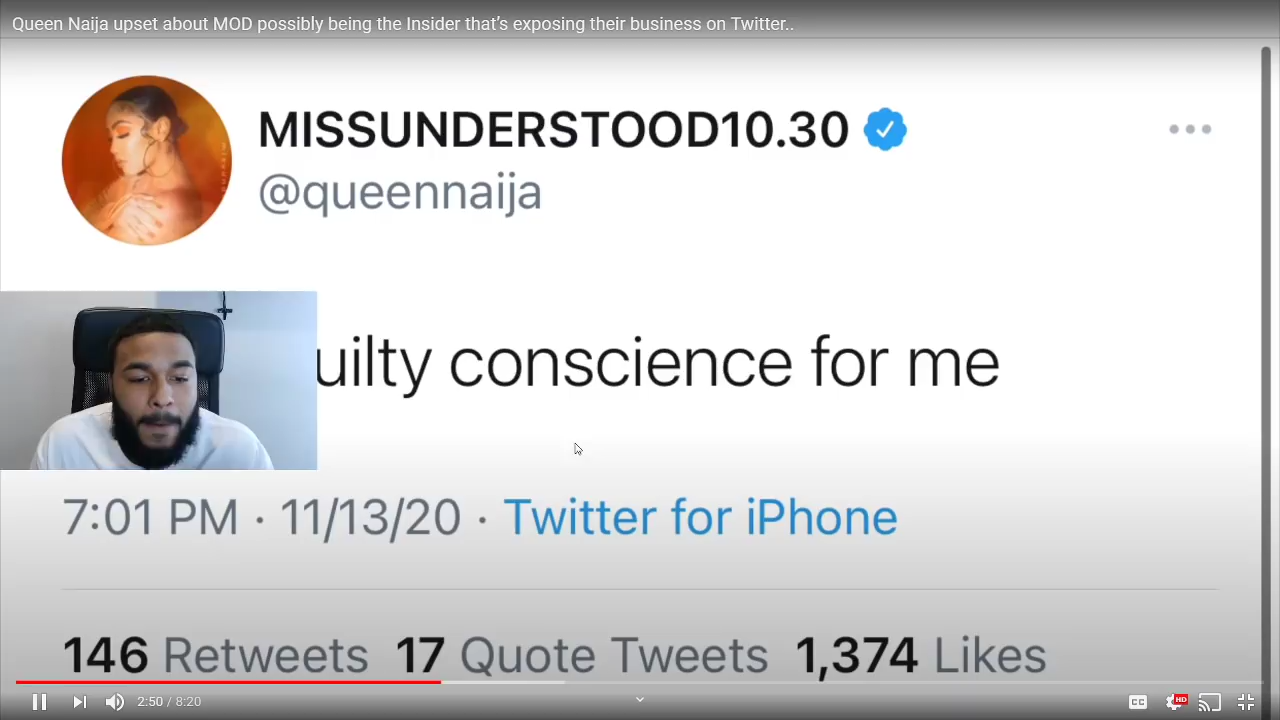 Queen Naija upset about MOD possibly being the Insider that’s exposing their business on Twitter..
MISSUNDERSTOOD10.30
@queennaija
conscience for me
7:01 PM · 11/13/20 · Twitter for iPhone
146 Retweets 17 Quote Tweets 1,374 Likes
2:50 / 8:20
CC
HD